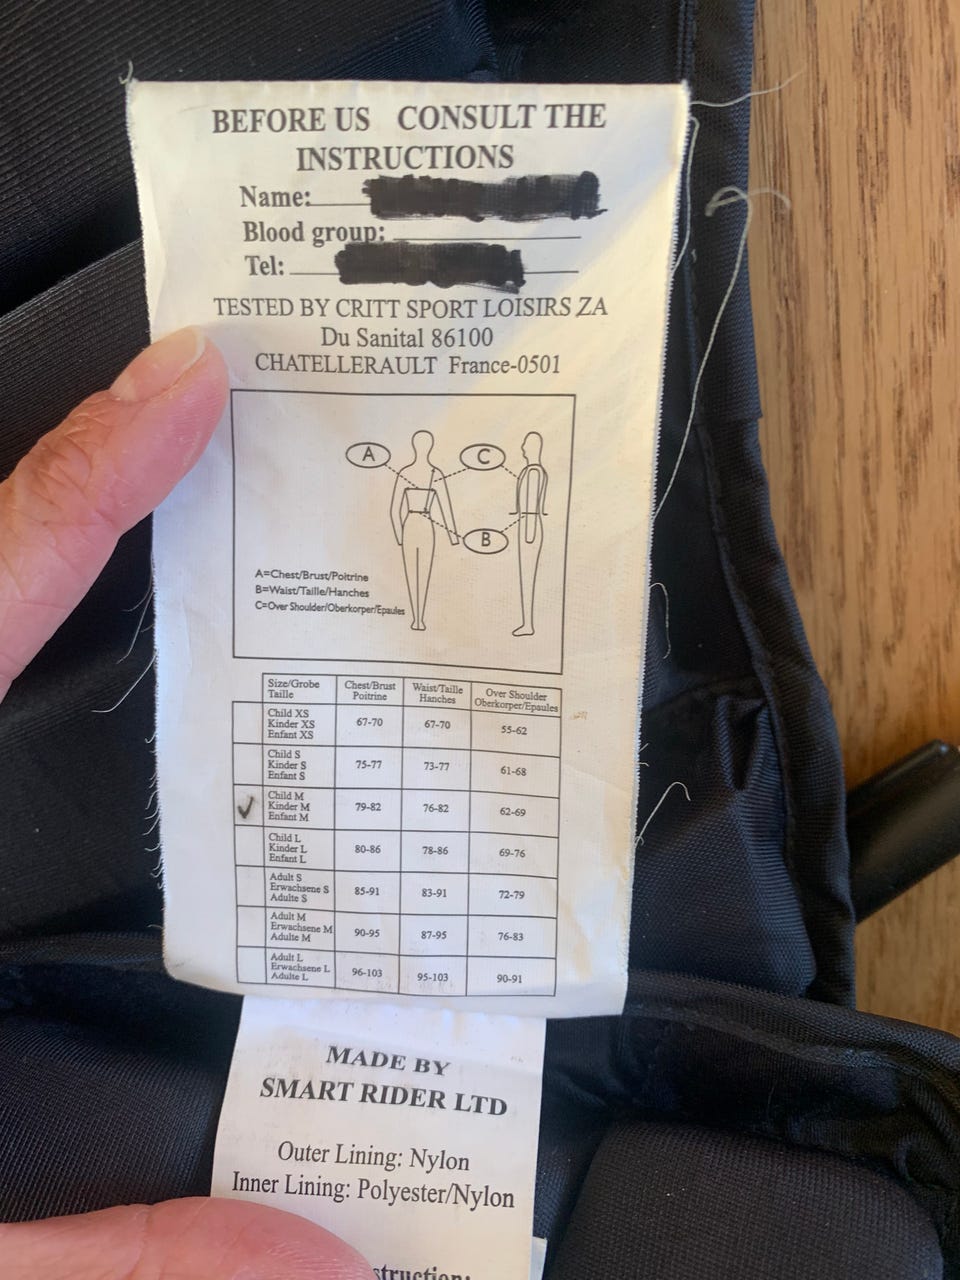 BEFORE US CONSULT THE
INSTRUCTIONS
Name:
Blood group:
Tel:
TESTED BY CRITT SPORT LOISIRS ZA
Du Sanital 86100
CHATELLERAULT France-0501
A
C
B
A=Chest/Brust/Poitrine
B=Waist/Taille/Hanches
C=Over Shoulder/Oberkorper/Epaules
Size/Grobe Taille Chest/Brust Poitrine Waist/Taille Hanches Over Shoulder Oberkorper/Epaules
Child XS Kinder XS Enfant XS 67-70 67-70 55-62
Child S Kinder S Enfant S 75-77 73-77 61-68
✓ Child M Kinder M Enfant M 79-82 76-82 62-69
Child L Kinder L Enfant L 80-86 78-86 69-76
Adult S Erwachsene S Adulte S 85-91 83-91 72-79
Adult M Erwachsene M Adulte M 90-95 87-95 76-83
Adult L Erwachsene L Adulte L 96-103 95-103 90-91
MADE BY
SMART RIDER LTD
Outer Lining: Nylon
Inner Lining: Polyester/Nylon